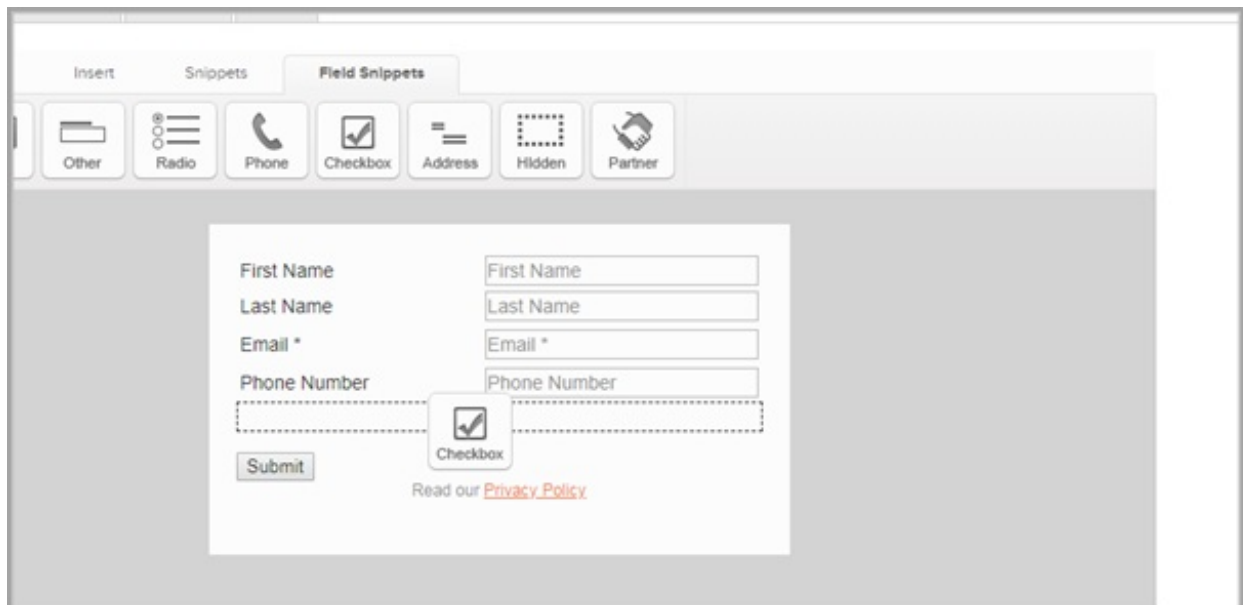 Insert Snippets Field Snippets
Other Radio Phone Checkbox Address Hidden Partner
First Name First Name
Last Name Last Name
Email * Email *
Phone Number Phone Number
Checkbox
Submit
Read our Privacy Policy